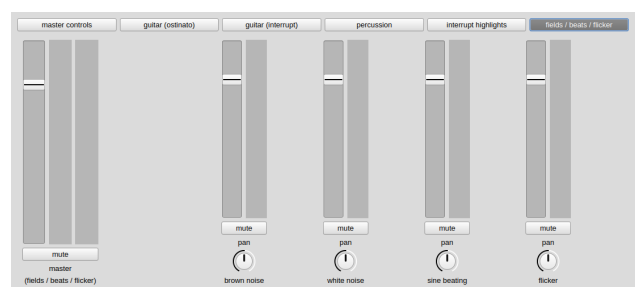 master controls
guitar (ostinato)
guitar (interrupt)
percussion
interrupt highlights
fields / beats / flicker
mute
master
(fields / beats / flicker)
mute
pan
brown noise
mute
pan
white noise
mute
pan
sine beating
mute
pan
flicker